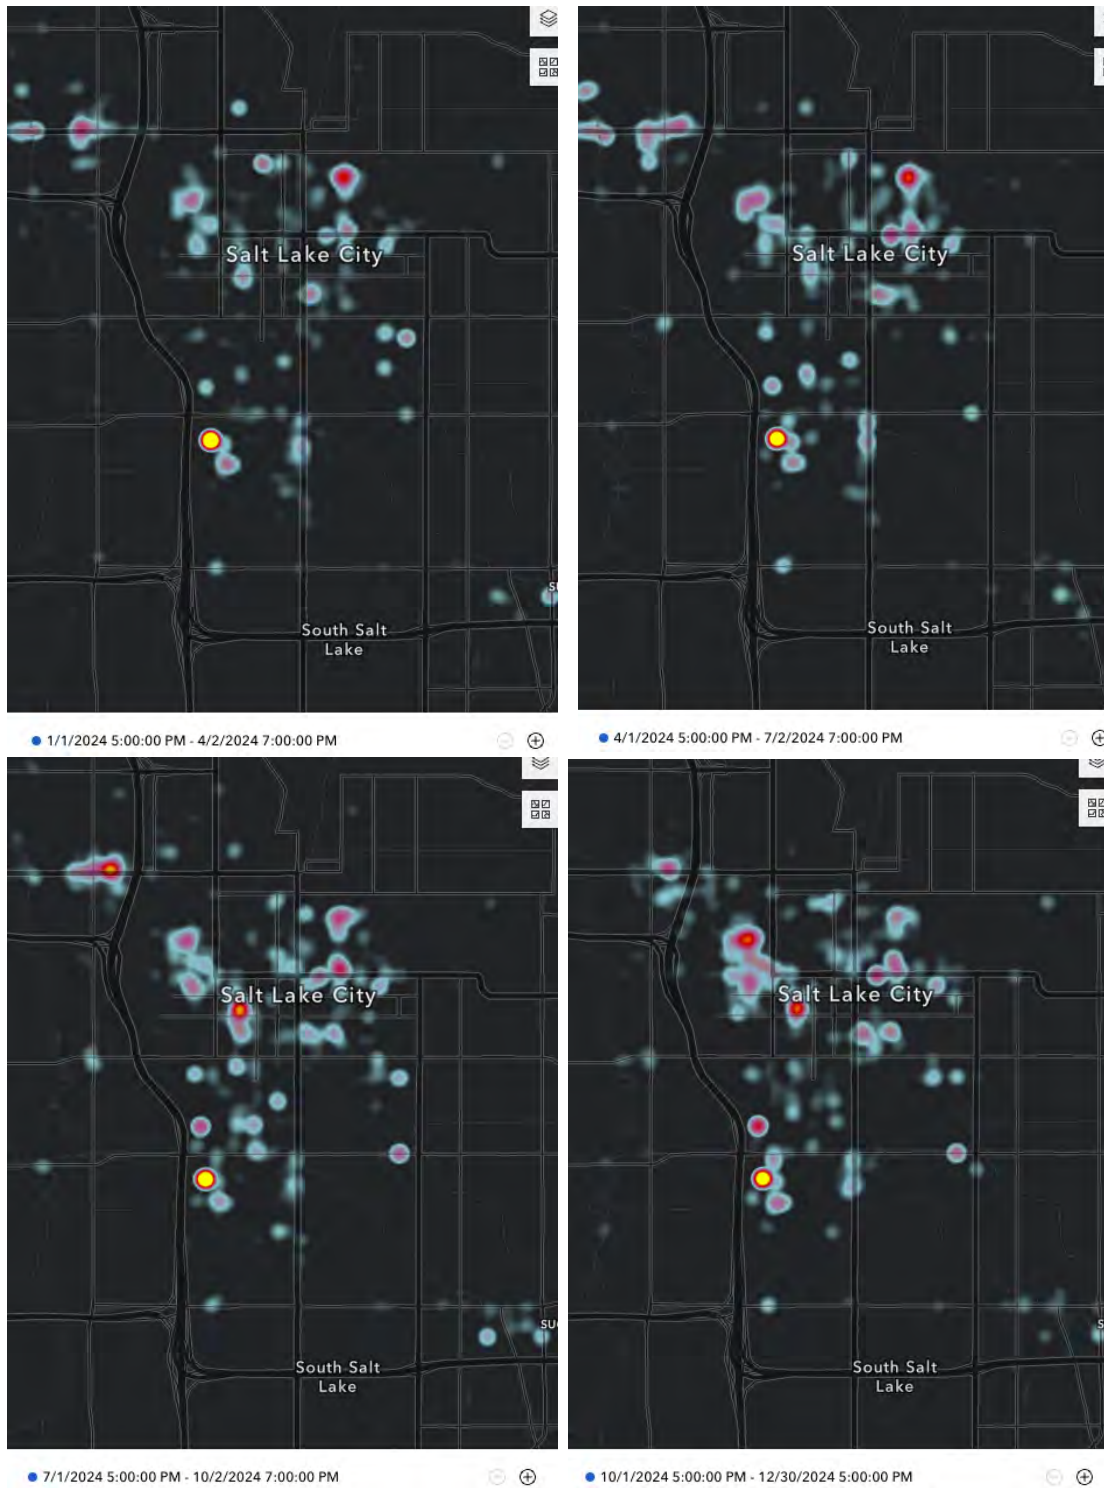 Salt Lake City
South Salt
Lake
1/1/2024 5:00:00 PM - 4/2/2024 7:00:00 PM
Salt Lake City
South Salt
Lake
4/1/2024 5:00:00 PM - 7/2/2024 7:00:00 PM
Salt Lake City
South Salt
Lake
7/1/2024 5:00:00 PM - 10/2/2024 7:00:00 PM
Salt Lake City
South Salt
Lake
10/1/2024 5:00:00 PM - 12/30/2024 5:00:00 PM